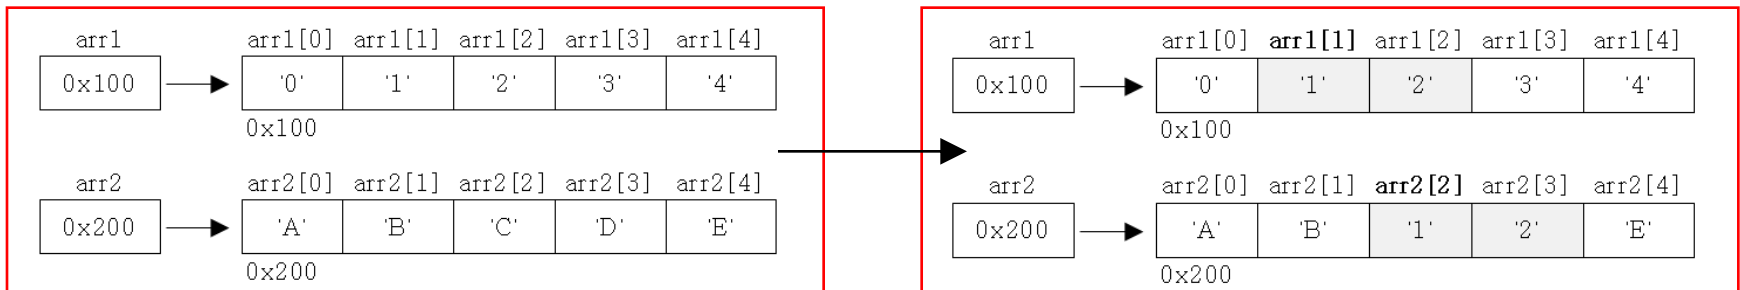 arr1 arr1[0] arr1[1] arr1[2] arr1[3] arr1[4]
0x100 '0' '1' '2' '3' '4'
0x100
arr2 arr2[0] arr2[1] arr2[2] arr2[3] arr2[4]
0x200 'A' 'B' 'C' 'D' 'E'
0x200
arr1 arr1[0] arr1[1] arr1[2] arr1[3] arr1[4]
0x100 '0' '1' '2' '3' '4'
0x100
arr2 arr2[0] arr2[1] arr2[2] arr2[3] arr2[4]
0x200 'A' 'B' '1' '2' 'E'
0x200